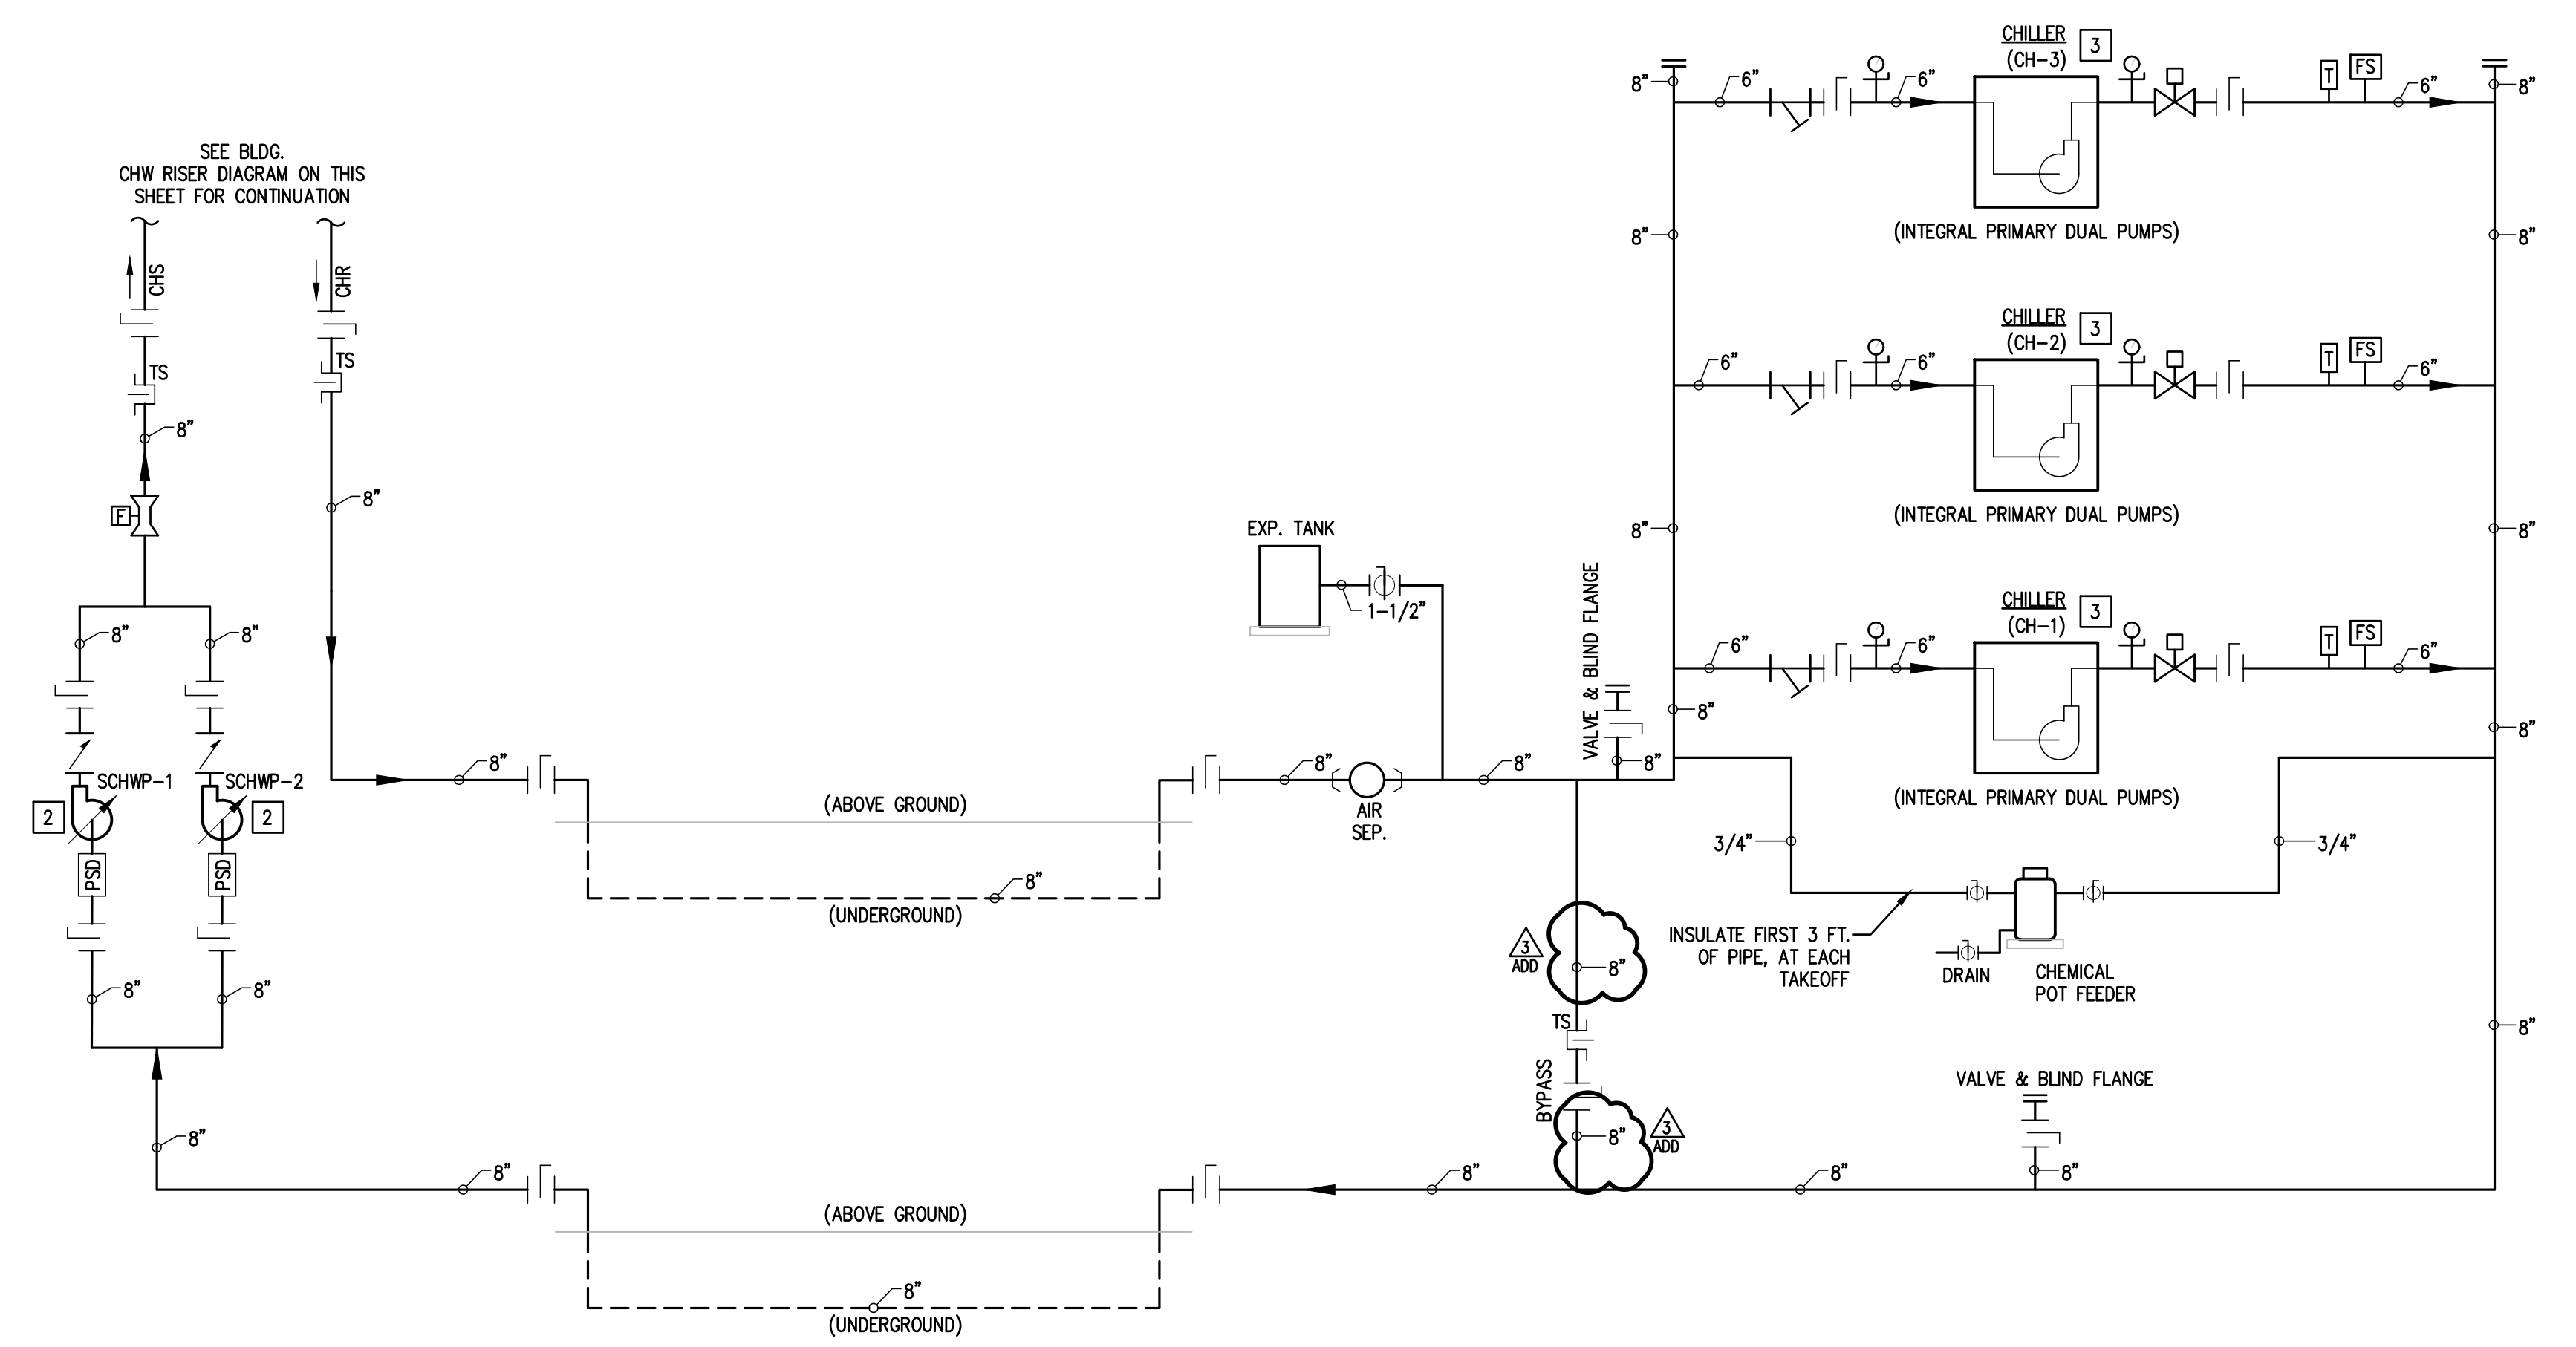 SEE BLDG.
CHW RISER DIAGRAM ON THIS
SHEET FOR CONTINUATION
CHS
CHR
TS
TS
8"
8"
F
8"
8"
SCHWP-1
SCHWP-2
2
2
PSD
PSD
8"
8"
8"
8"
8"
(ABOVE GROUND)
8"
(UNDERGROUND)
8"
(ABOVE GROUND)
8"
(UNDERGROUND)
EXP. TANK
1-1/2"
8"
AIR
SEP.
8"
VALVE & BLIND FLANGE
8"
8"
3
ADD
8"
TS
BYPASS
8"
3
ADD
8"
8"
VALVE & BLIND FLANGE
8"
8"
6"
6"
CHILLER
(CH-3)
3
T
FS
6"
8"
(INTEGRAL PRIMARY DUAL PUMPS)
8"
8"
6"
6"
CHILLER
(CH-2)
3
T
FS
6"
(INTEGRAL PRIMARY DUAL PUMPS)
8"
8"
6"
6"
CHILLER
(CH-1)
3
T
FS
6"
8"
(INTEGRAL PRIMARY DUAL PUMPS)
3/4"
3/4"
INSULATE FIRST 3 FT.
OF PIPE, AT EACH
TAKEOFF
DRAIN
CHEMICAL
POT FEEDER
8"